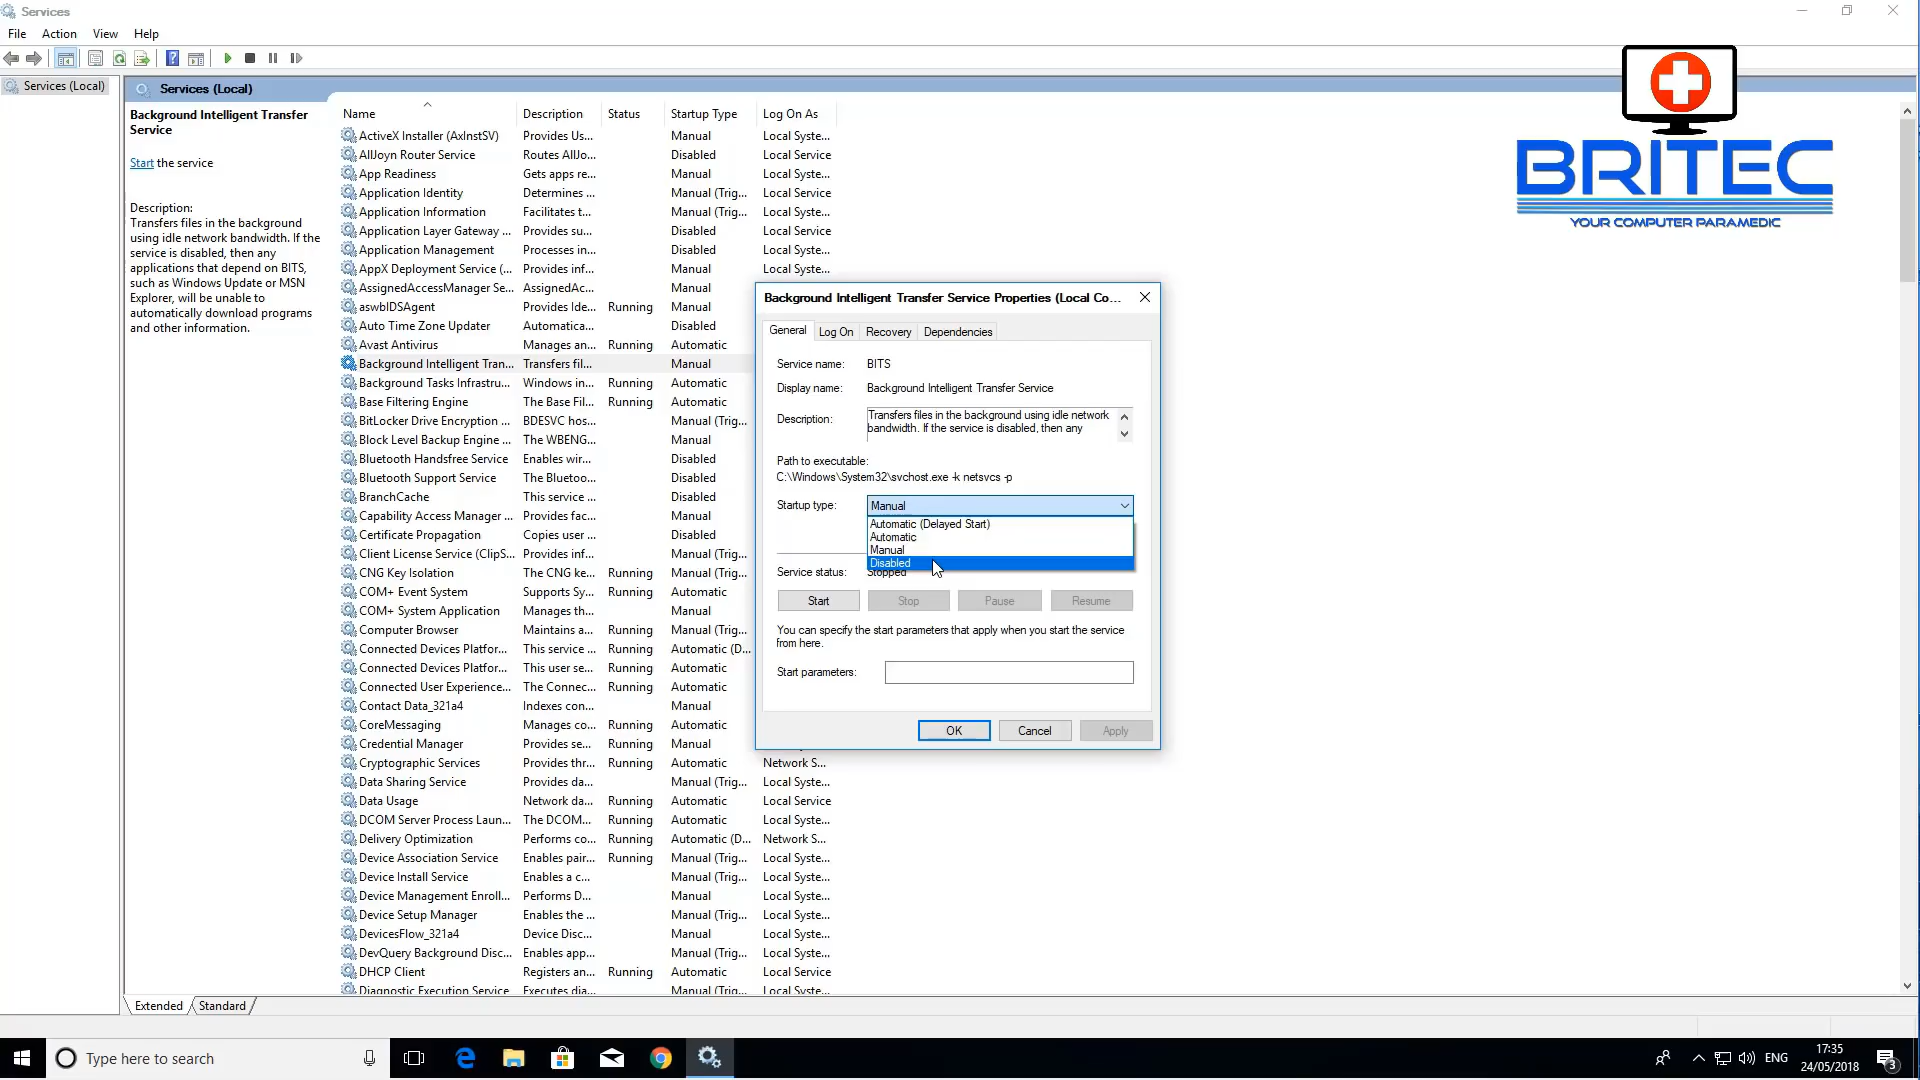 Services
File Action View Help
Services (Local)
Services (Local)
Background Intelligent Transfer
Service
Start the service
Description:
Transfers files in the background
using idle network bandwidth. If the
service is disabled, then any
applications that depend on BITS,
such as Windows Update or MSN
Explorer, will be unable to
automatically download programs
and other information.
Name Description Status Startup Type Log On As
ActiveX Installer (AxInstSV) Provides Us... Manual Local Syste...
AllJoyn Router Service Routes AllJo... Disabled Local Service
App Readiness Gets apps re... Manual Local Syste...
Application Identity Determines ... Manual (Trig... Local Service
Application Information Facilitates t... Manual (Trig... Local Syste...
Application Layer Gateway ... Provides su... Disabled Local Service
Application Management Processes in... Disabled Local Syste...
AppX Deployment Service (... Provides inf... Manual Local Syste...
AssignedAccessManager Se... AssignedAc... Manual
aswbIDSAgent Provides Ide... Running Manual
Auto Time Zone Updater Automatica... Disabled
Avast Antivirus Manages an... Running Automatic
Background Intelligent Tran... Transfers fil... Manual
Background Tasks Infrastru... Windows in... Running Automatic
Base Filtering Engine The Base Fil... Running Automatic
BitLocker Drive Encryption ... BDESVC hos... Manual (Trig...
Block Level Backup Engine ... The WBENG... Manual
Bluetooth Handsfree Service Enables wir... Disabled
Bluetooth Support Service The Bluetoo... Disabled
BranchCache This service ... Disabled
Capability Access Manager ... Provides fac... Manual
Certificate Propagation Copies user ... Disabled
Client License Service (ClipS... Provides inf... Manual (Trig...
CNG Key Isolation The CNG ke... Running Manual (Trig...
COM+ Event System Supports Sy... Running Automatic
COM+ System Application Manages th... Manual
Computer Browser Maintains a... Running Manual (Trig...
Connected Devices Platfor... This service ... Running Automatic (D...
Connected Devices Platfor... This user se... Running Automatic
Connected User Experience... The Connec... Running Automatic
Contact Data_321a4 Indexes con... Manual
CoreMessaging Manages co... Running Automatic
Credential Manager Provides se... Running Manual
Cryptographic Services Provides thr... Running Automatic Network S...
Data Sharing Service Provides da... Manual (Trig... Local Syste...
Data Usage Network da... Running Automatic Local Service
DCOM Server Process Laun... The DCOM... Running Automatic Local Syste...
Delivery Optimization Performs co... Running Automatic (D... Network S...
Device Association Service Enables pair... Running Manual (Trig... Local Syste...
Device Install Service Enables a c... Manual (Trig... Local Syste...
Device Management Enroll... Performs D... Manual Local Syste...
Device Setup Manager Enables the ... Manual (Trig... Local Syste...
DevicesFlow_321a4 Device Disc... Manual Local Syste...
DevQuery Background Disc... Enables app... Manual (Trig... Local Syste...
DHCP Client Registers an... Running Automatic Local Service
Diagnostic Execution Service Executes dia... Manual (Trig... Local Syste...
Extended Standard
Background Intelligent Transfer Service Properties (Local Co...
General Log On Recovery Dependencies
Service name: BITS
Display name: Background Intelligent Transfer Service
Description: Transfers files in the background using idle network
bandwidth. If the service is disabled, then any
Path to executable:
C:\Windows\System32\svchost.exe -k netsvcs -p
Startup type: Manual
Automatic (Delayed Start)
Automatic
Manual
Disabled
Service status: Stopped
Start Stop Pause Resume
You can specify the start parameters that apply when you start the service
from here.
Start parameters:
OK Cancel Apply
BRITEC
YOUR COMPUTER PARAMEDIC
Type here to search
ENG
17:35
24/05/2018
3